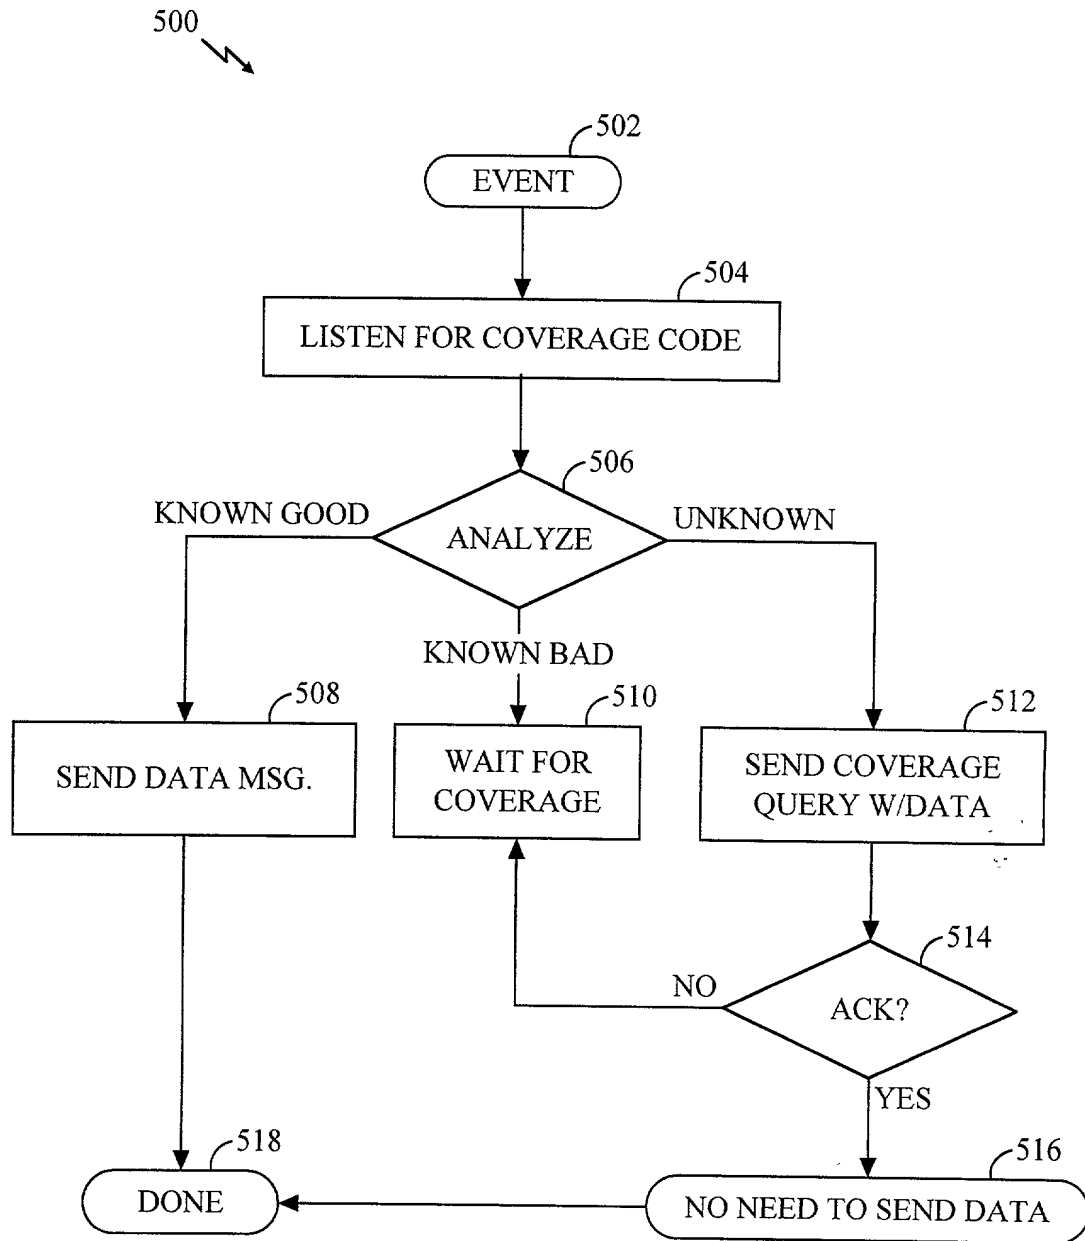 500
502
EVENT
504
LISTEN FOR COVERAGE CODE
506
KNOWN GOOD
ANALYZE
UNKNOWN
KNOWN BAD
508
SEND DATA MSG.
510
WAIT FOR
COVERAGE
512
SEND COVERAGE
QUERY W/DATA
514
NO
ACK?
YES
518
DONE
516
NO NEED TO SEND DATA